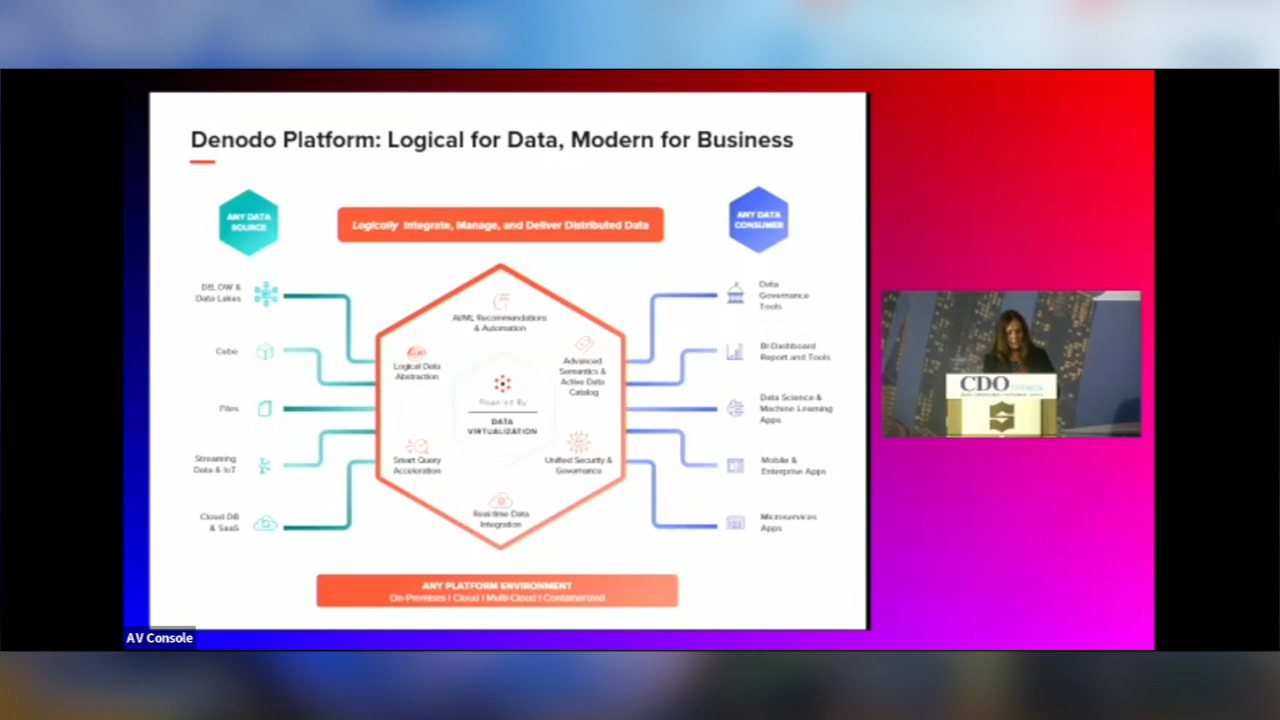 Denodo Platform: Logical for Data, Modern for Business
ANY DATA
SOURCE
Logically Integrate, Manage, and Deliver Distributed Data
ANY DATA
CONSUMER
DB, DW &
Data Lakes
Cube
Files
Streaming
Data & IoT
Cloud DB
& SaaS
AI/ML Recommendations
& Automation
Logical Data
Abstraction
Advanced
Semantics &
Active Data
Catalog
Powered By
DATA
VIRTUALIZATION
Smart Query
Acceleration
Unified Security &
Governance
Real-time Data
Integration
Data
Governance
Tools
BI Dashboard
Report and Tools
Data Science &
Machine Learning
Apps
Mobile &
Enterprise Apps
Microservices
Apps
ANY PLATFORM ENVIRONMENT
On-Premises | Cloud | Multi-Cloud | Containerized
CDO TRENDS
AV Console